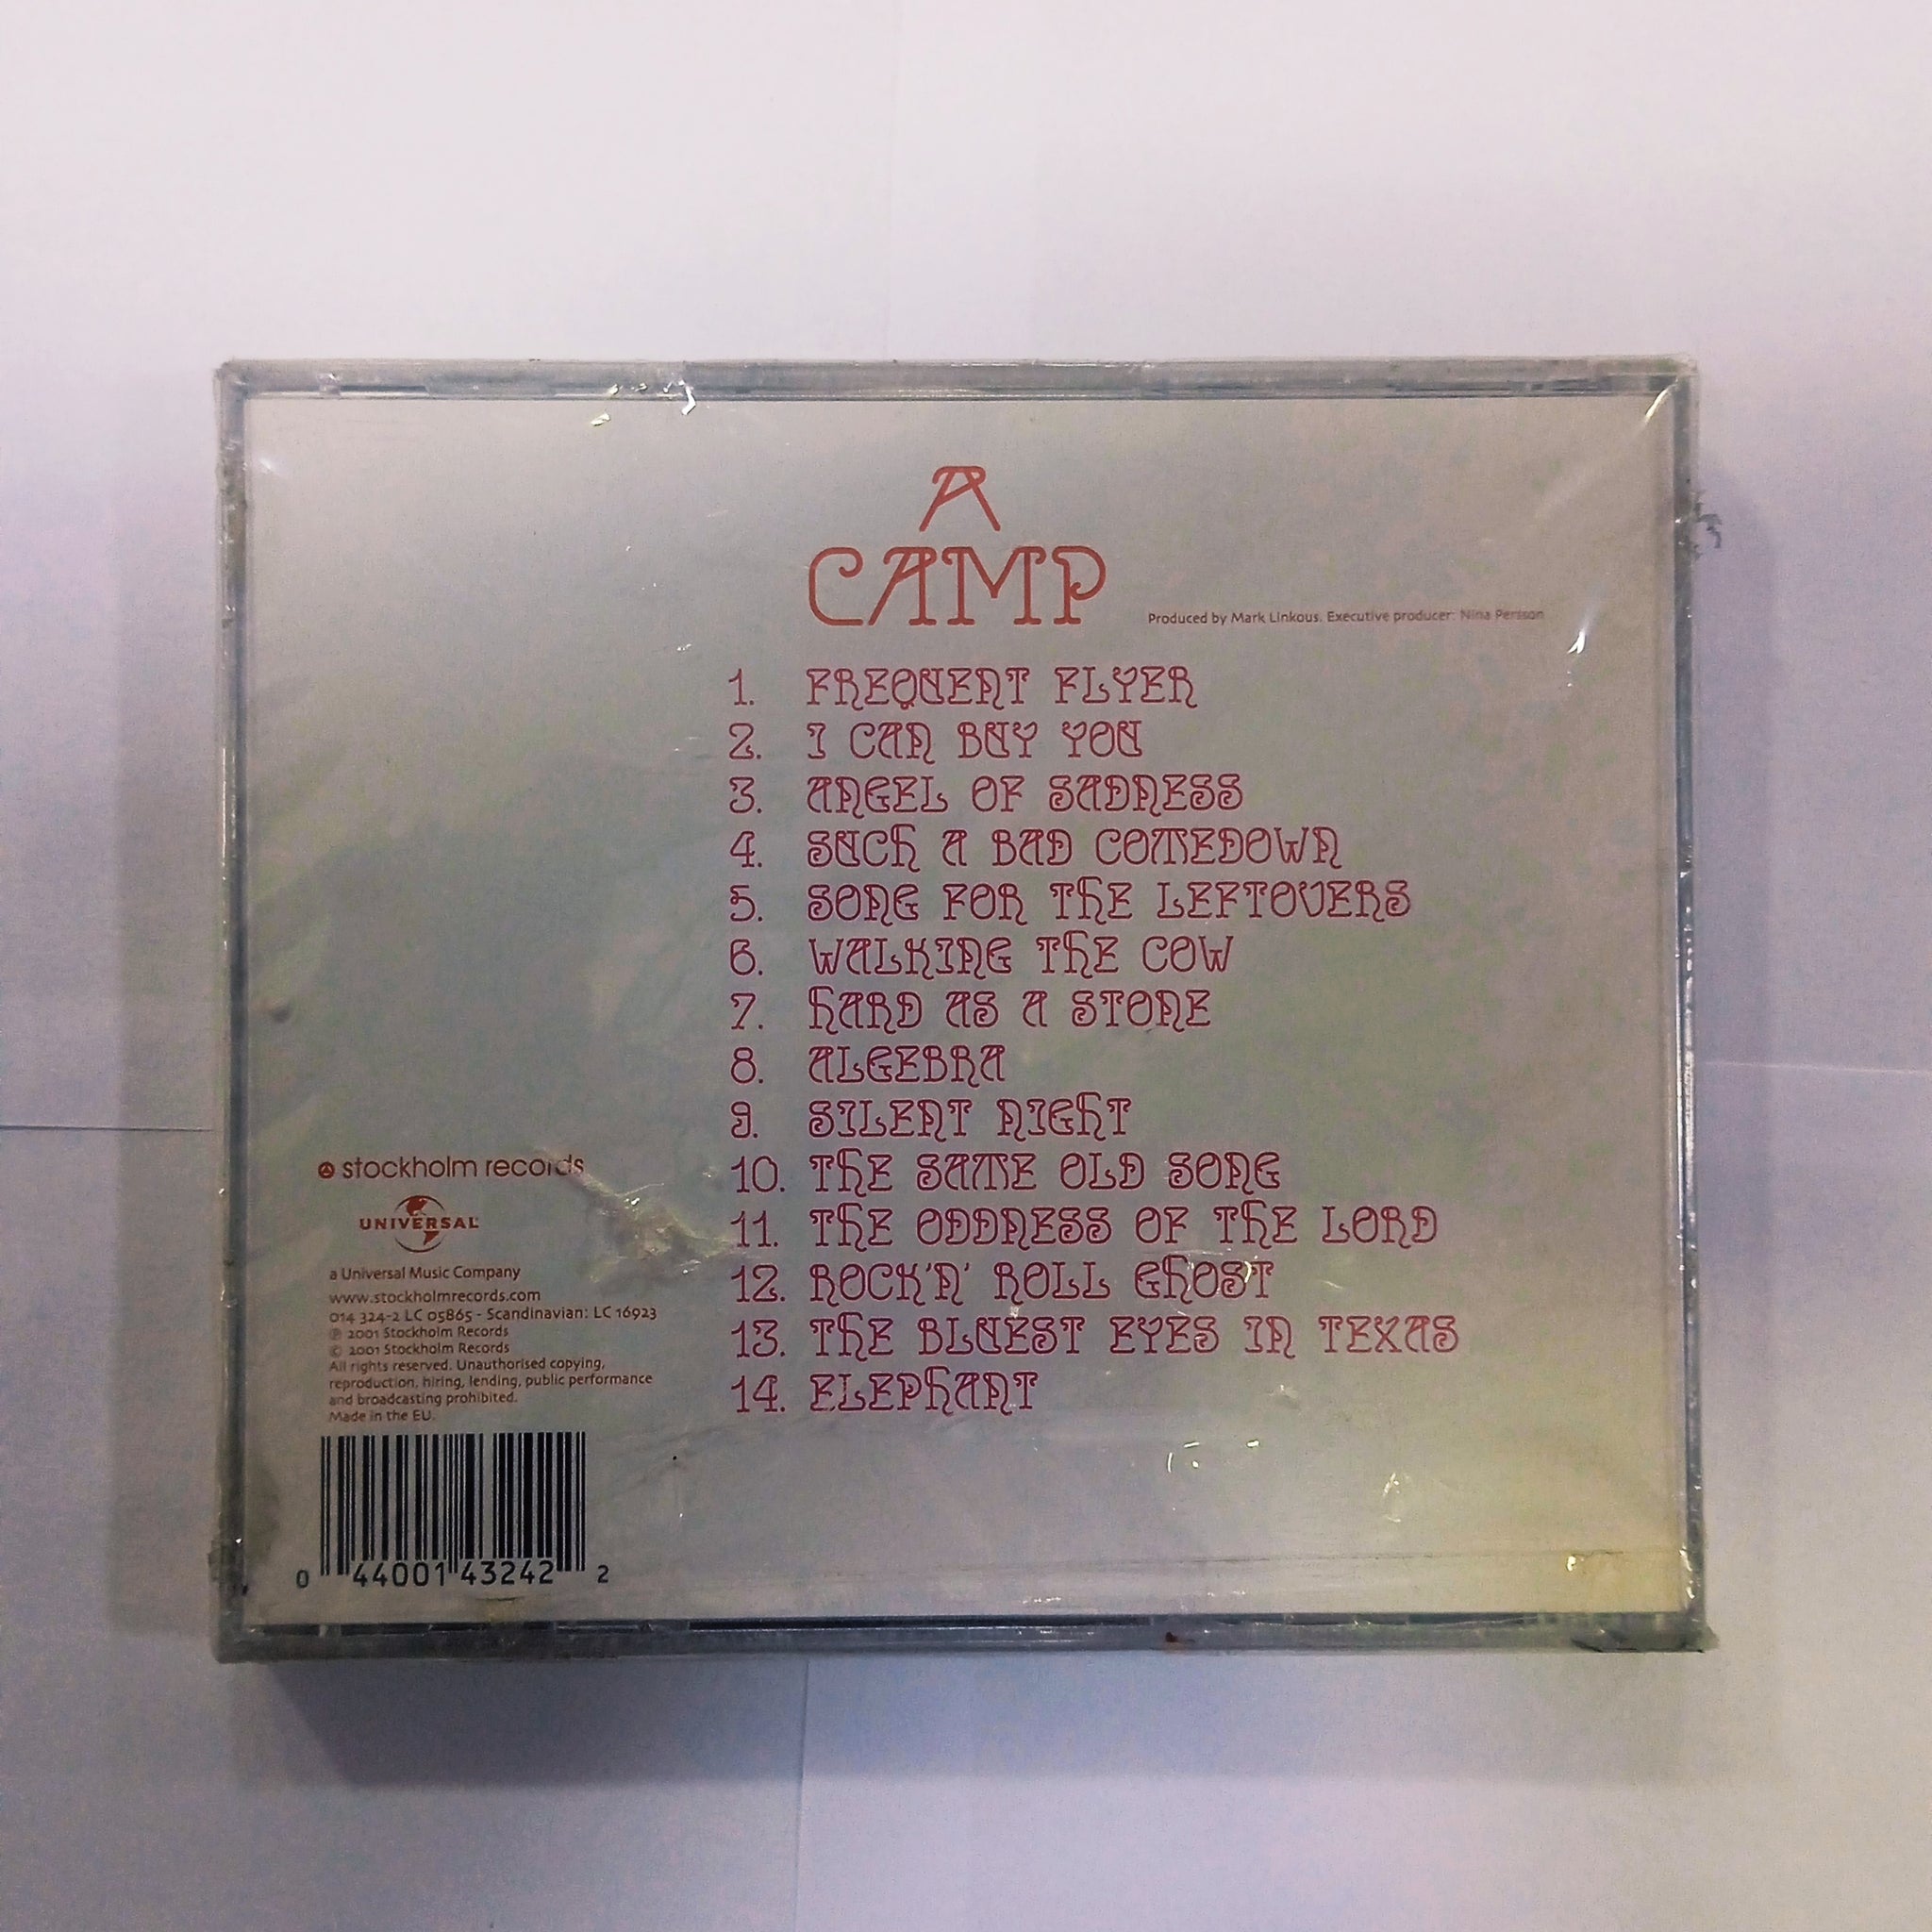 A
CAMP
Produced by Mark Linkous. Executive producer: Nina Persson
1. FREQUENT FLYER
2. I CAN BUY YOU
3. ANGEL OF SADNESS
4. SUCH A BAD COMEDOWN
5. SONG FOR THE LEFTOVERS
6. WALKING THE COW
7. HARD AS A STONE
8. ALGEBRA
9. SILENT NIGHT
10. THE SAME OLD SONG
11. THE ODDNESS OF THE LORD
12. ROCK'N' ROLL GHOST
13. THE BLUEST EYES IN TEXAS
14. ELEPHANT
stockholm records
UNIVERSAL
a Universal Music Company
www.stockholmrecords.com
014 324-2 LC 05865 - Scandinavian: LC 16923
℗ 2001 Stockholm Records
© 2001 Stockholm Records
All rights reserved. Unauthorised copying,
reproduction, hiring, lending, public performance
and broadcasting prohibited.
Made in the EU.
0 44001 43242 2